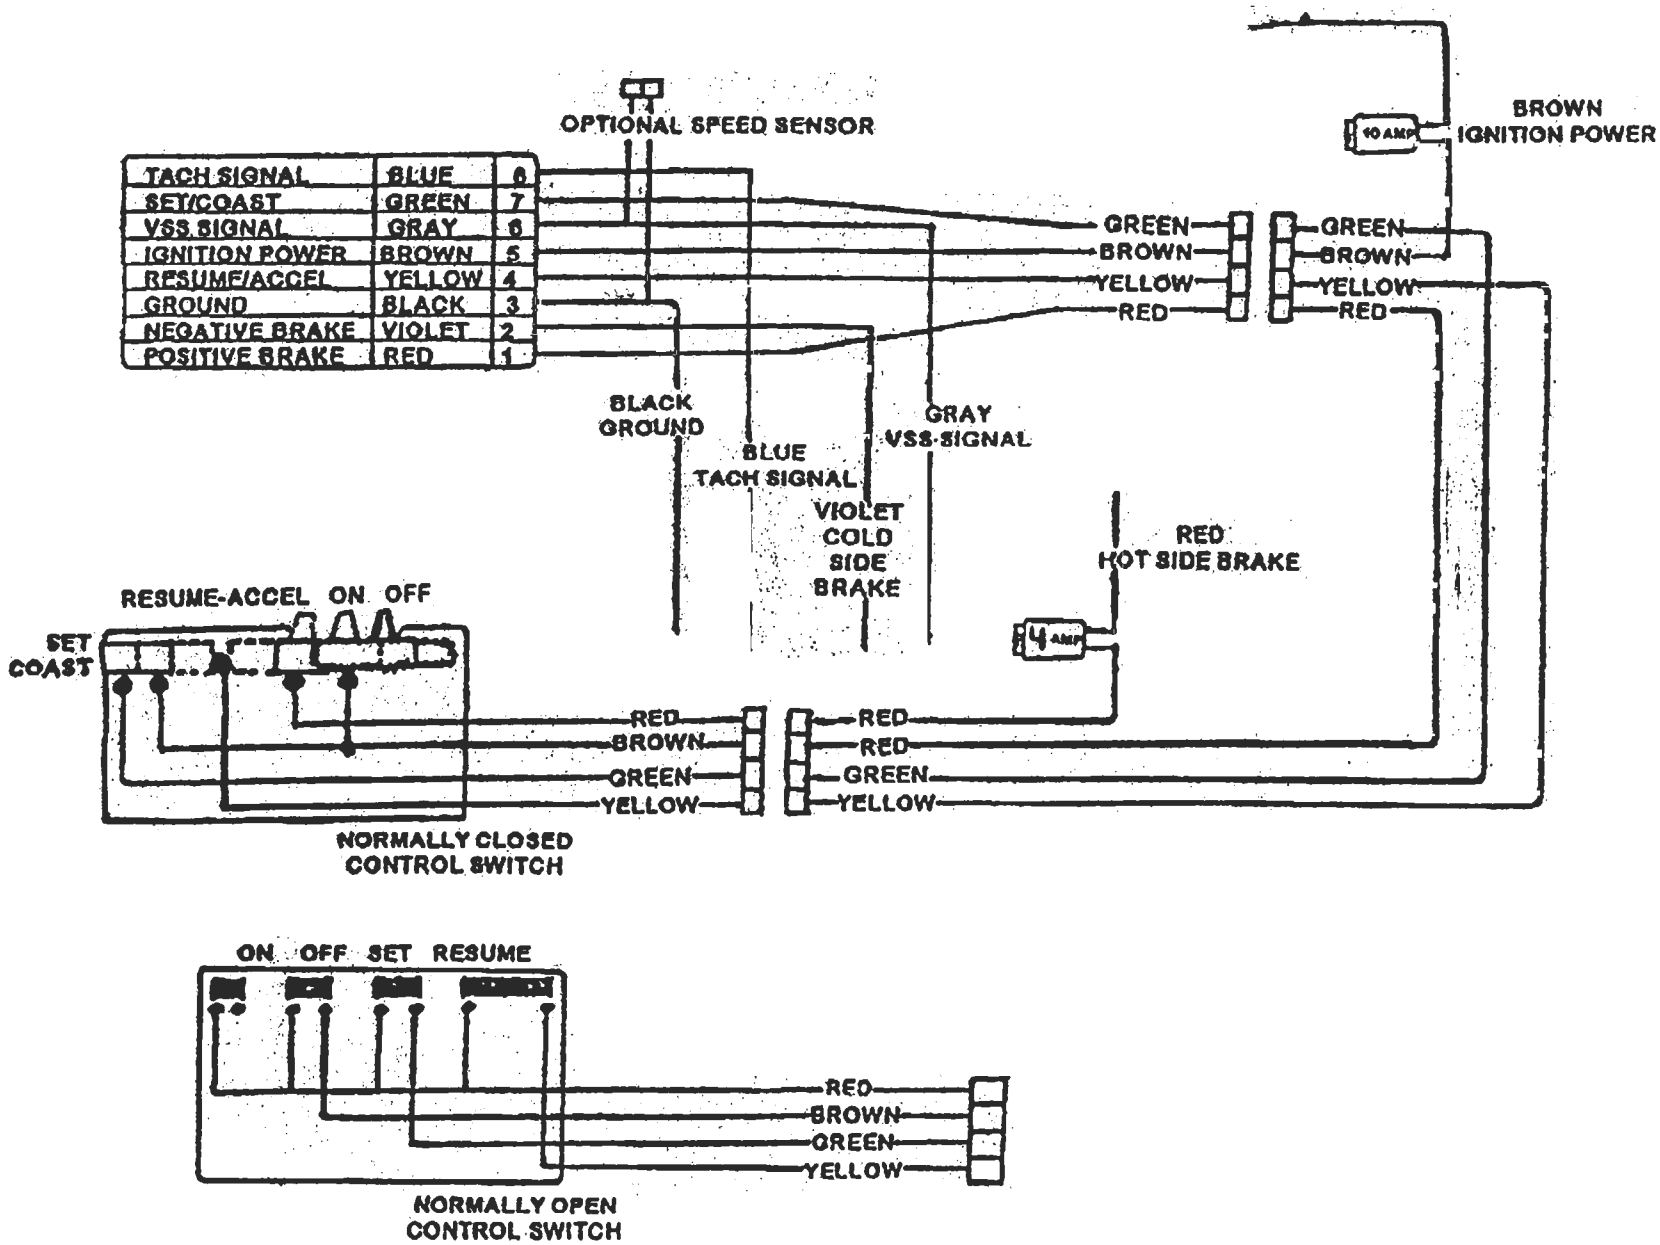 OPTIONAL SPEED SENSOR
10 AMP
BROWN
IGNITION POWER
TACH SIGNAL BLUE 8
SET/COAST GREEN 7
VSS SIGNAL GRAY 6
IGNITION POWER BROWN 5
RESUME/ACCEL YELLOW 4
GROUND BLACK 3
NEGATIVE BRAKE VIOLET 2
POSITIVE BRAKE RED 1
GREEN GREEN
BROWN BROWN
YELLOW YELLOW
RED RED
BLACK
GROUND
BLUE
TACH SIGNAL
GRAY
VSS SIGNAL
VIOLET
COLD
SIDE
BRAKE
RED
HOT SIDE BRAKE
4 AMP
RESUME-ACCEL ON OFF
SET
COAST
RED RED
BROWN RED
GREEN GREEN
YELLOW YELLOW
NORMALLY CLOSED
CONTROL SWITCH
ON OFF SET RESUME
RED
BROWN
GREEN
YELLOW
NORMALLY OPEN
CONTROL SWITCH